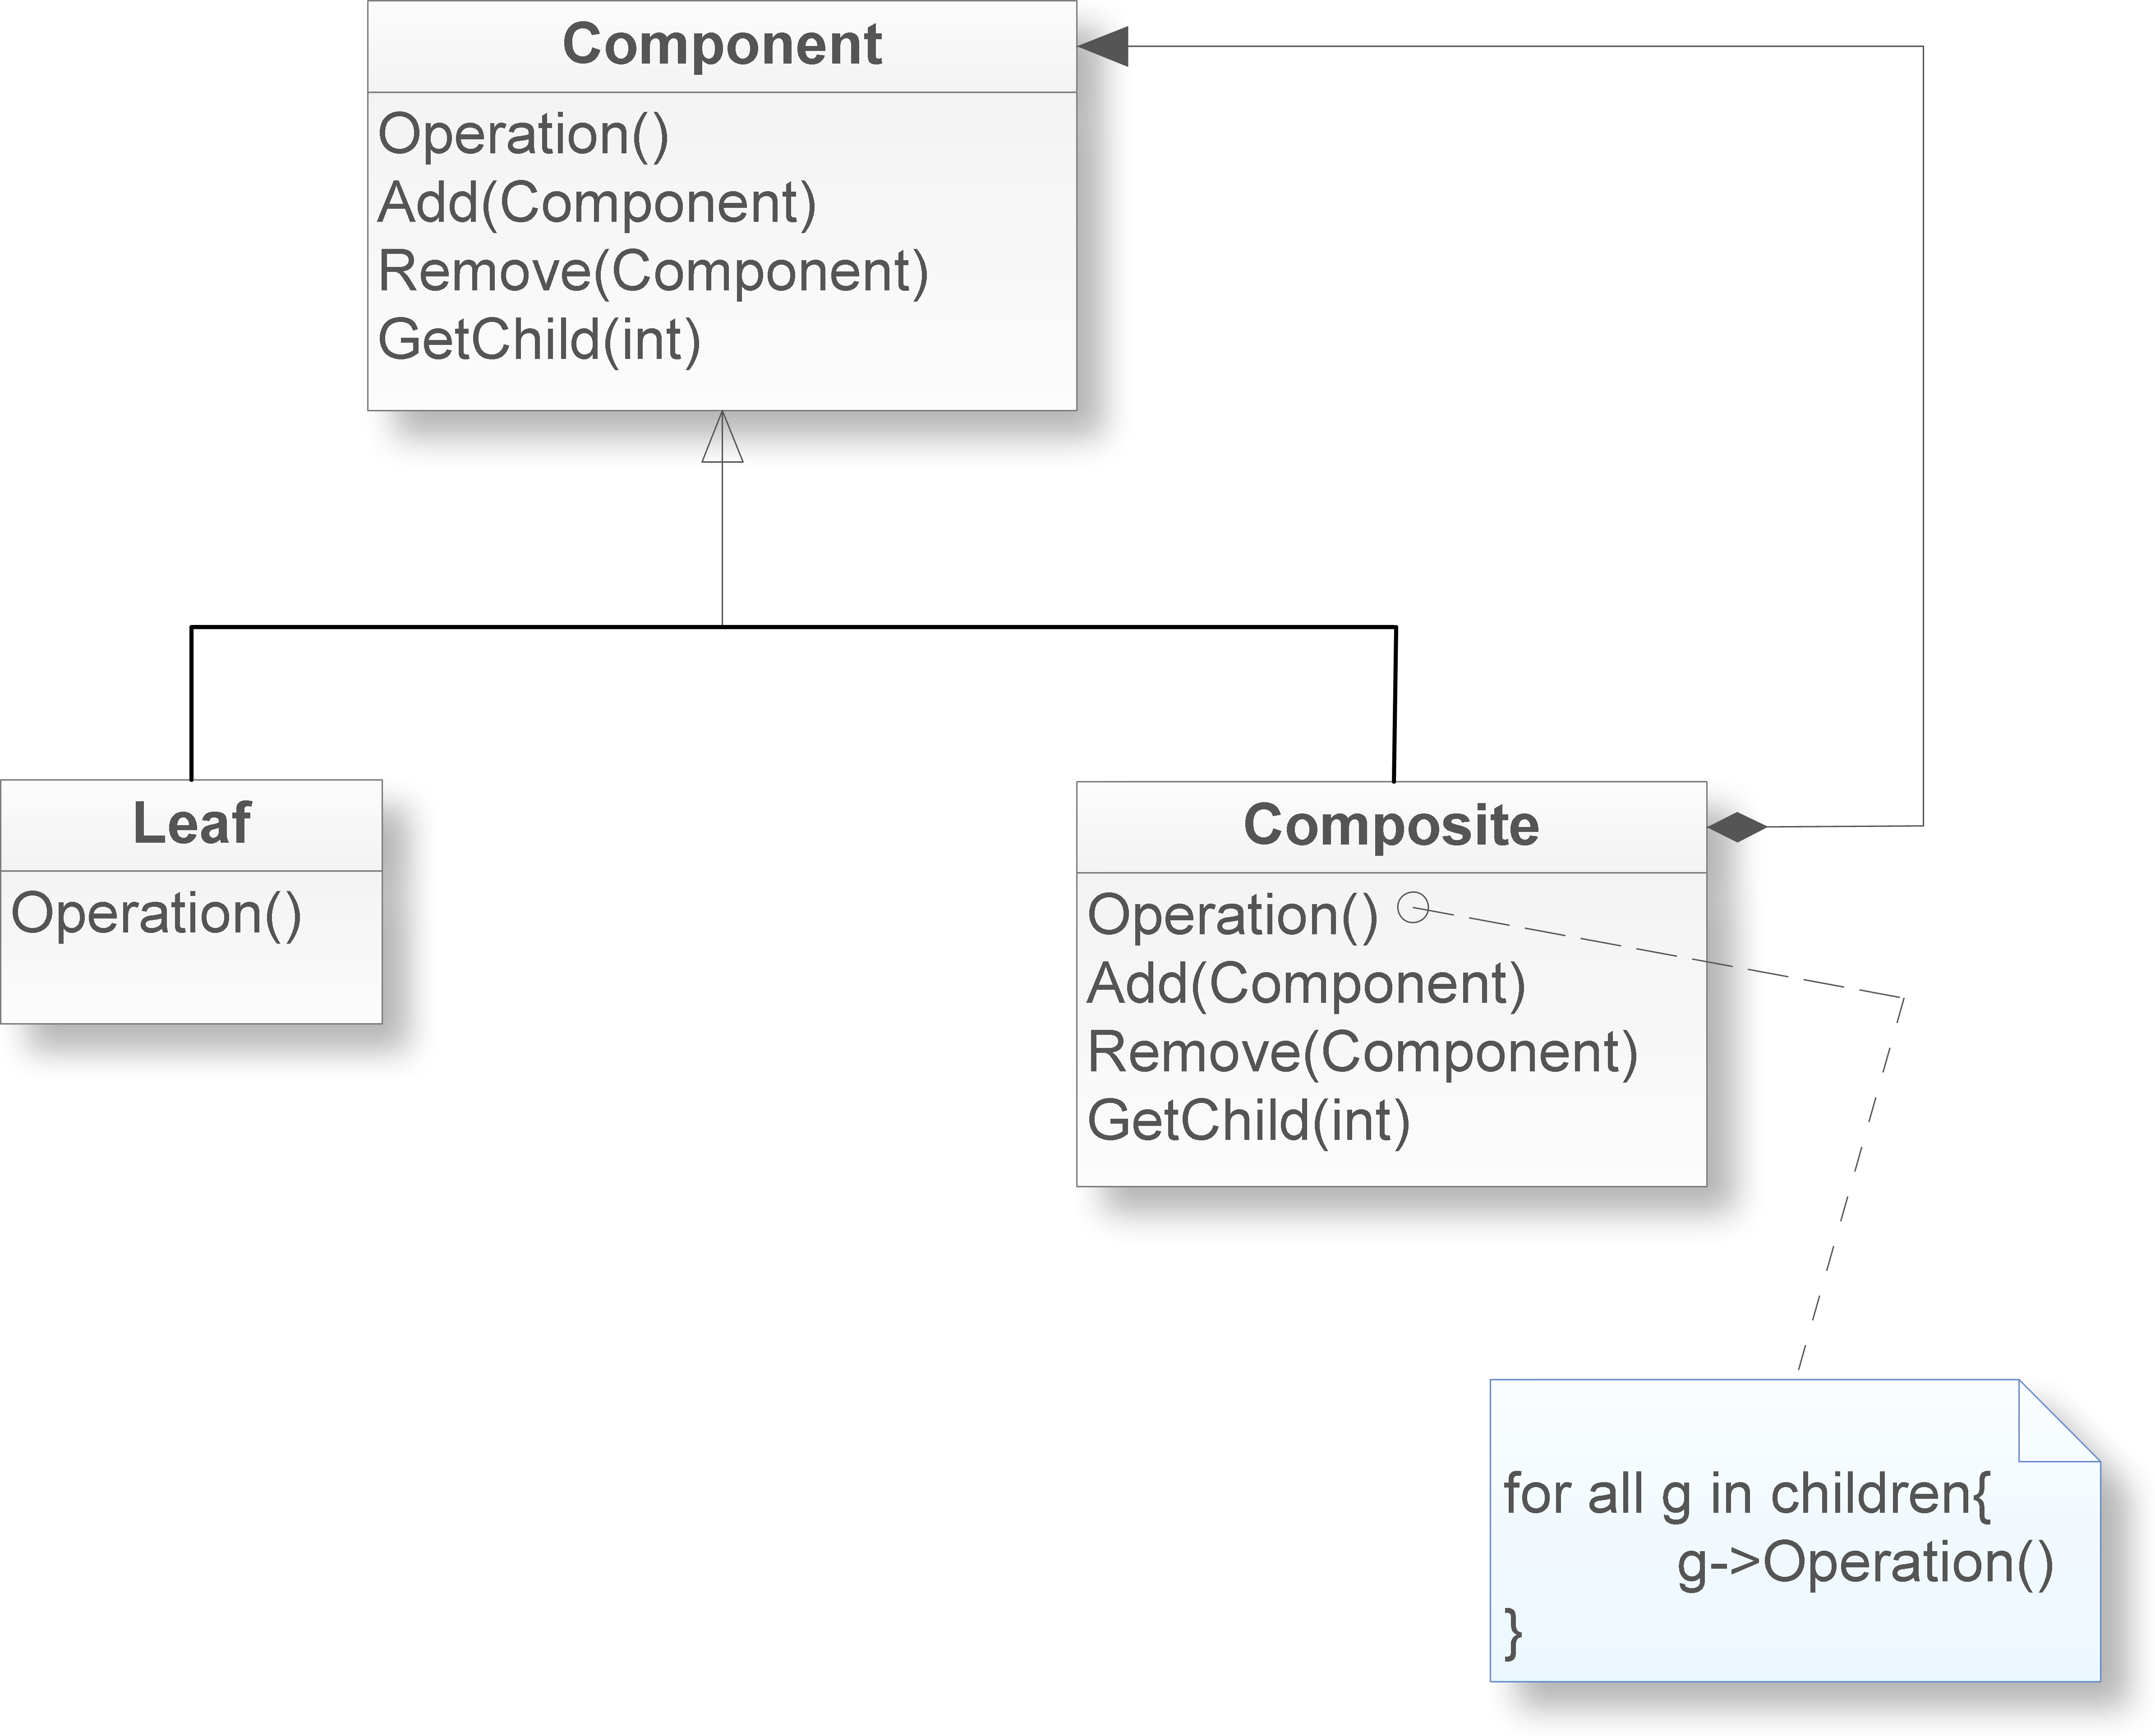 Component
Operation()
Add(Component)
Remove(Component)
GetChild(int)
Leaf
Operation()
Composite
Operation()
Add(Component)
Remove(Component)
GetChild(int)
for all g in children{
g->Operation()
}